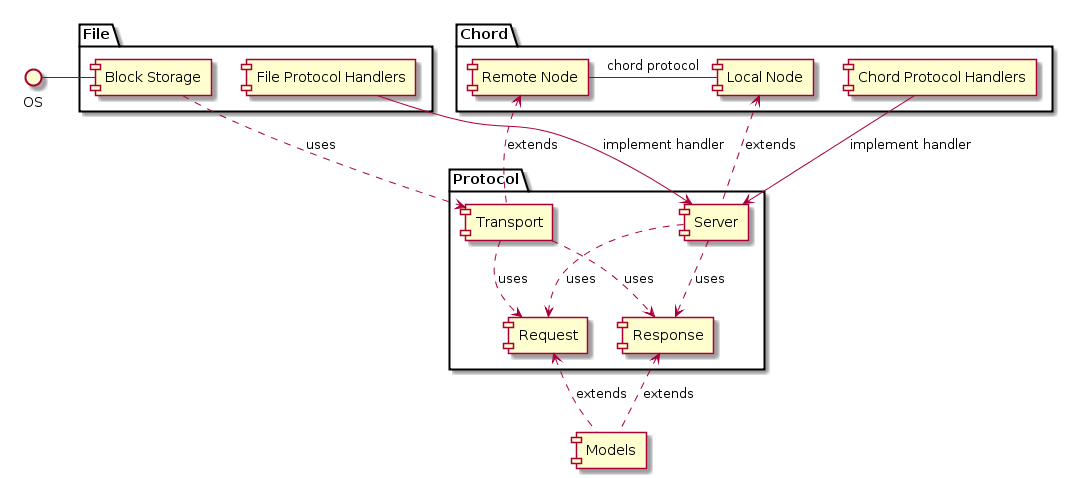 File
Chord
Block Storage
File Protocol Handlers
Remote Node
chord protocol
Local Node
Chord Protocol Handlers
OS
uses
extends
implement handler
extends
implement handler
Protocol
Transport
Server
uses
uses
uses
uses
Request
Response
extends
extends
Models